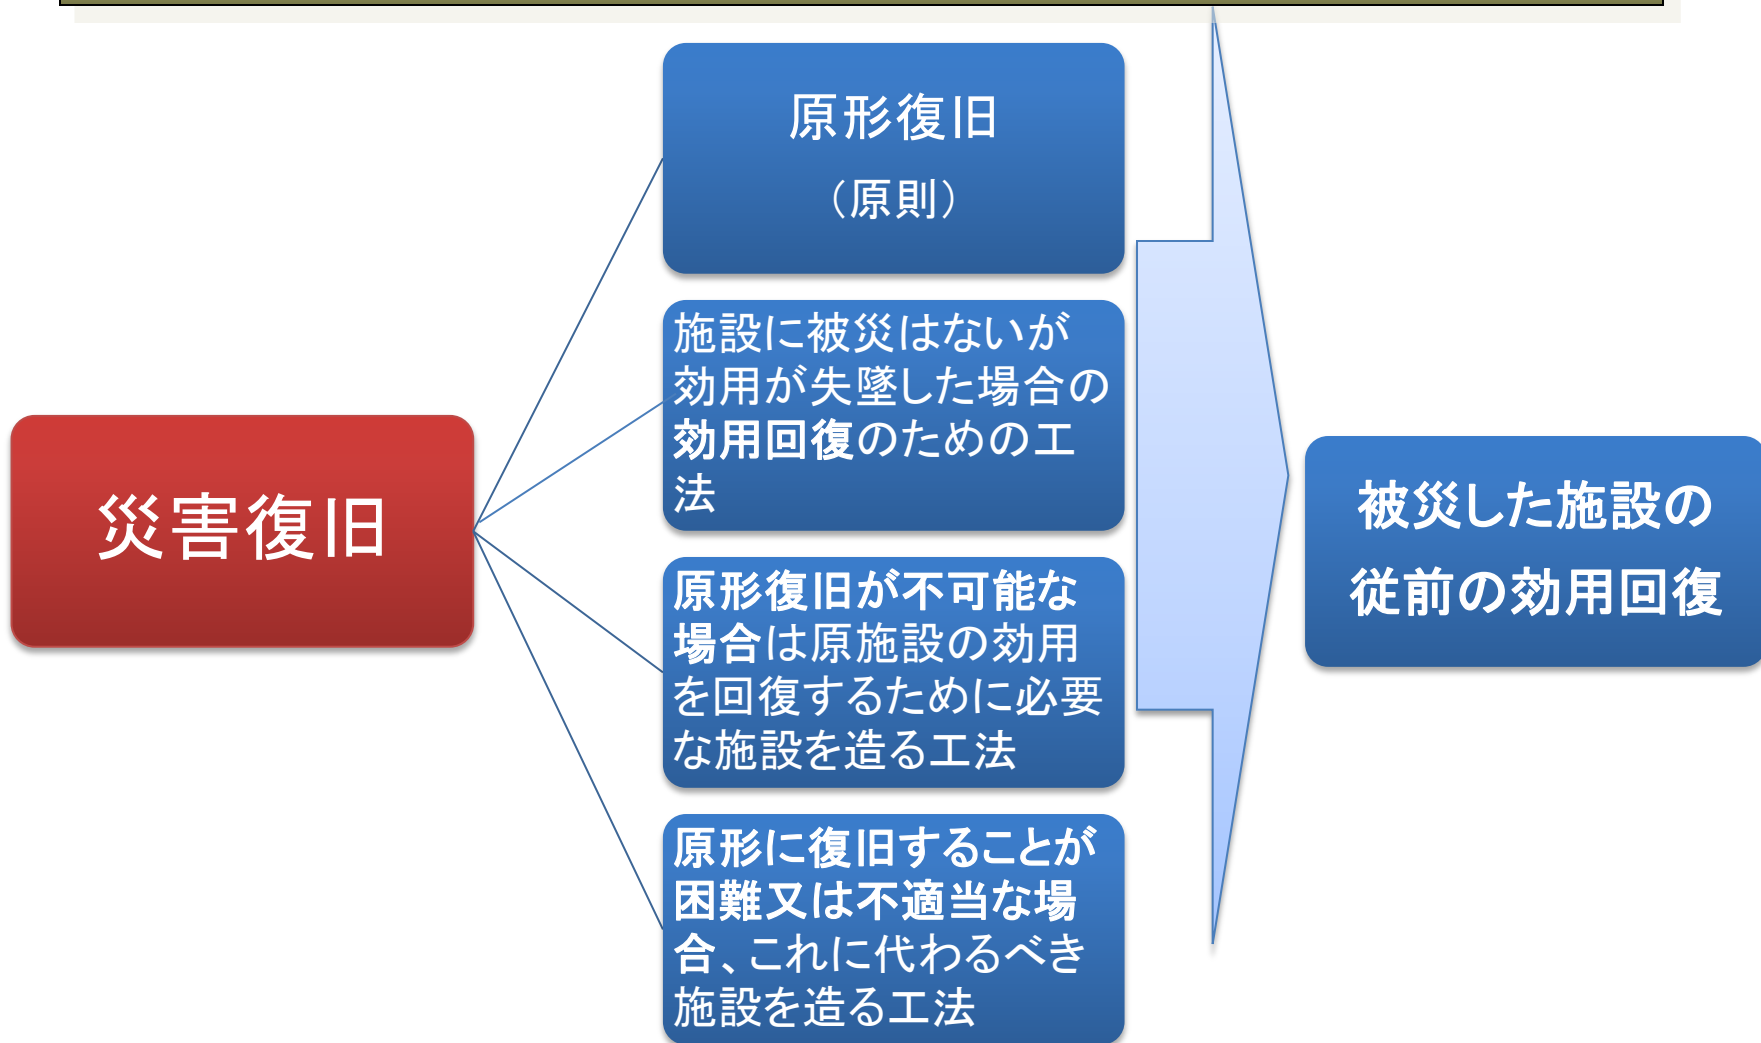 原形復旧
（原則）
施設に被災はないが
効用が失墜した場合の
効用回復のための工
法
災害復旧
原形復旧が不可能な
場合は原施設の効用
を回復するために必要
な施設を造る工法
原形に復旧することが
困難又は不適当な場
合、これに代わるべき
施設を造る工法
被災した施設の
従前の効用回復